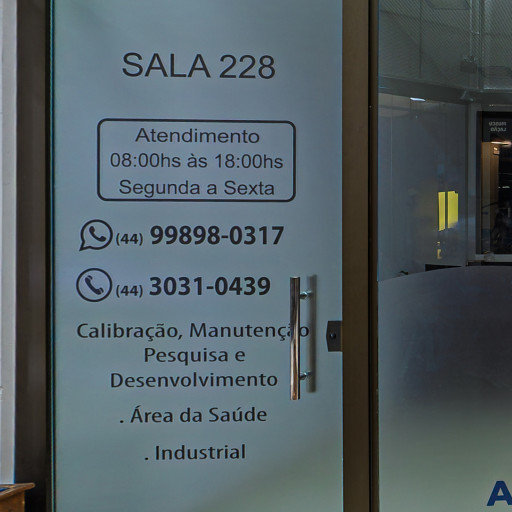 SALA 228
Atendimento
08:00hs às 18:00hs
Segunda a Sexta
(44) 99898-0317
(44) 3031-0439
Calibração, Manutenção
Pesquisa e
Desenvolvimento
. Área da Saúde
. Industrial
A